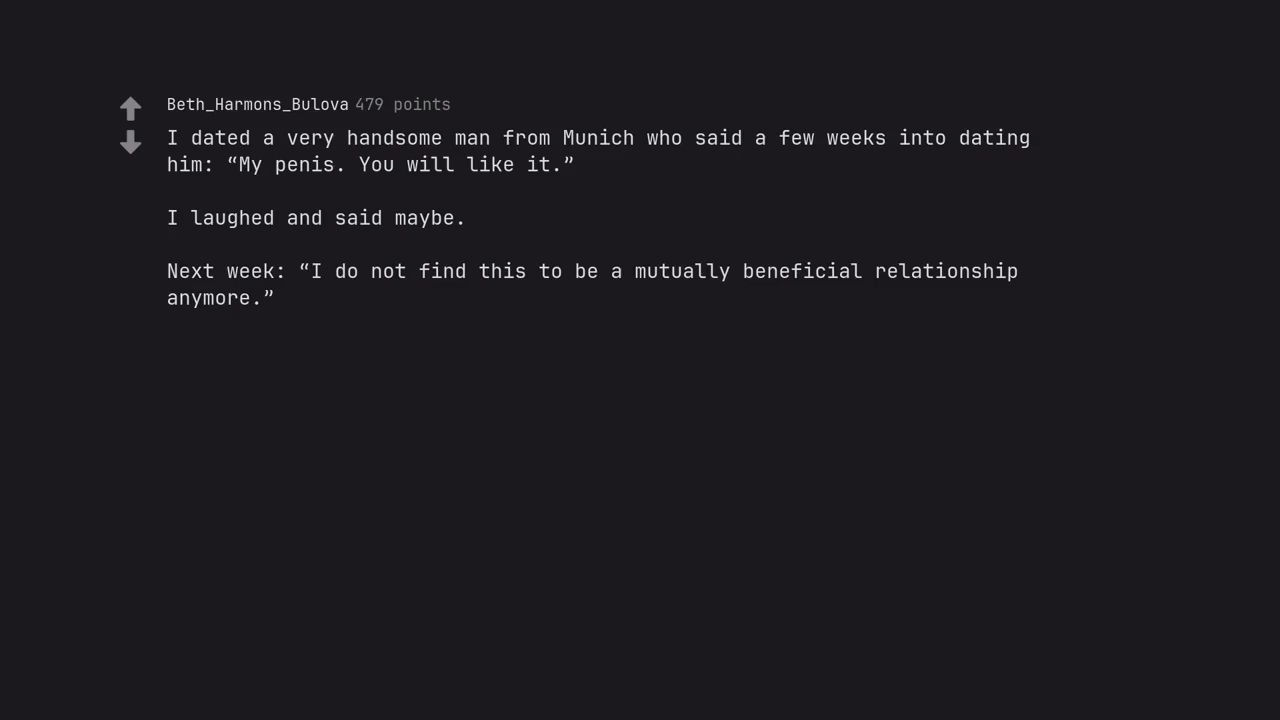 Beth_Harmons_Bulova 479 points
I dated a very handsome man from Munich who said a few weeks into dating
him: “My penis. You will like it.”
I laughed and said maybe.
Next week: “I do not find this to be a mutually beneficial relationship
anymore.”